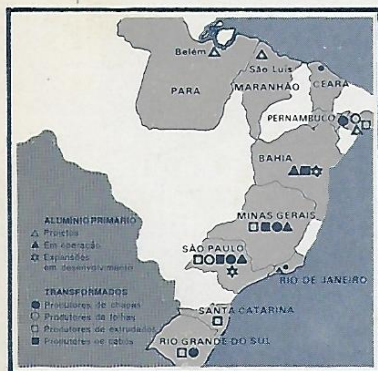 Belém
São Luis
CEARÁ
PARÁ
MARANHÃO
PERNAMBUCO
BAHIA
ALUMÍNIO PRIMÁRIO
Projetos
Em operação
Expansões
em desenvolvimento
MINAS GERAIS
SÃO PAULO
RIO DE JANEIRO
TRANSFORMADOS
Produtores de chapas
Produtores de folhas
Produtores de extrudados
Produtores de cabos
SANTA CATARINA
RIO GRANDE DO SUL